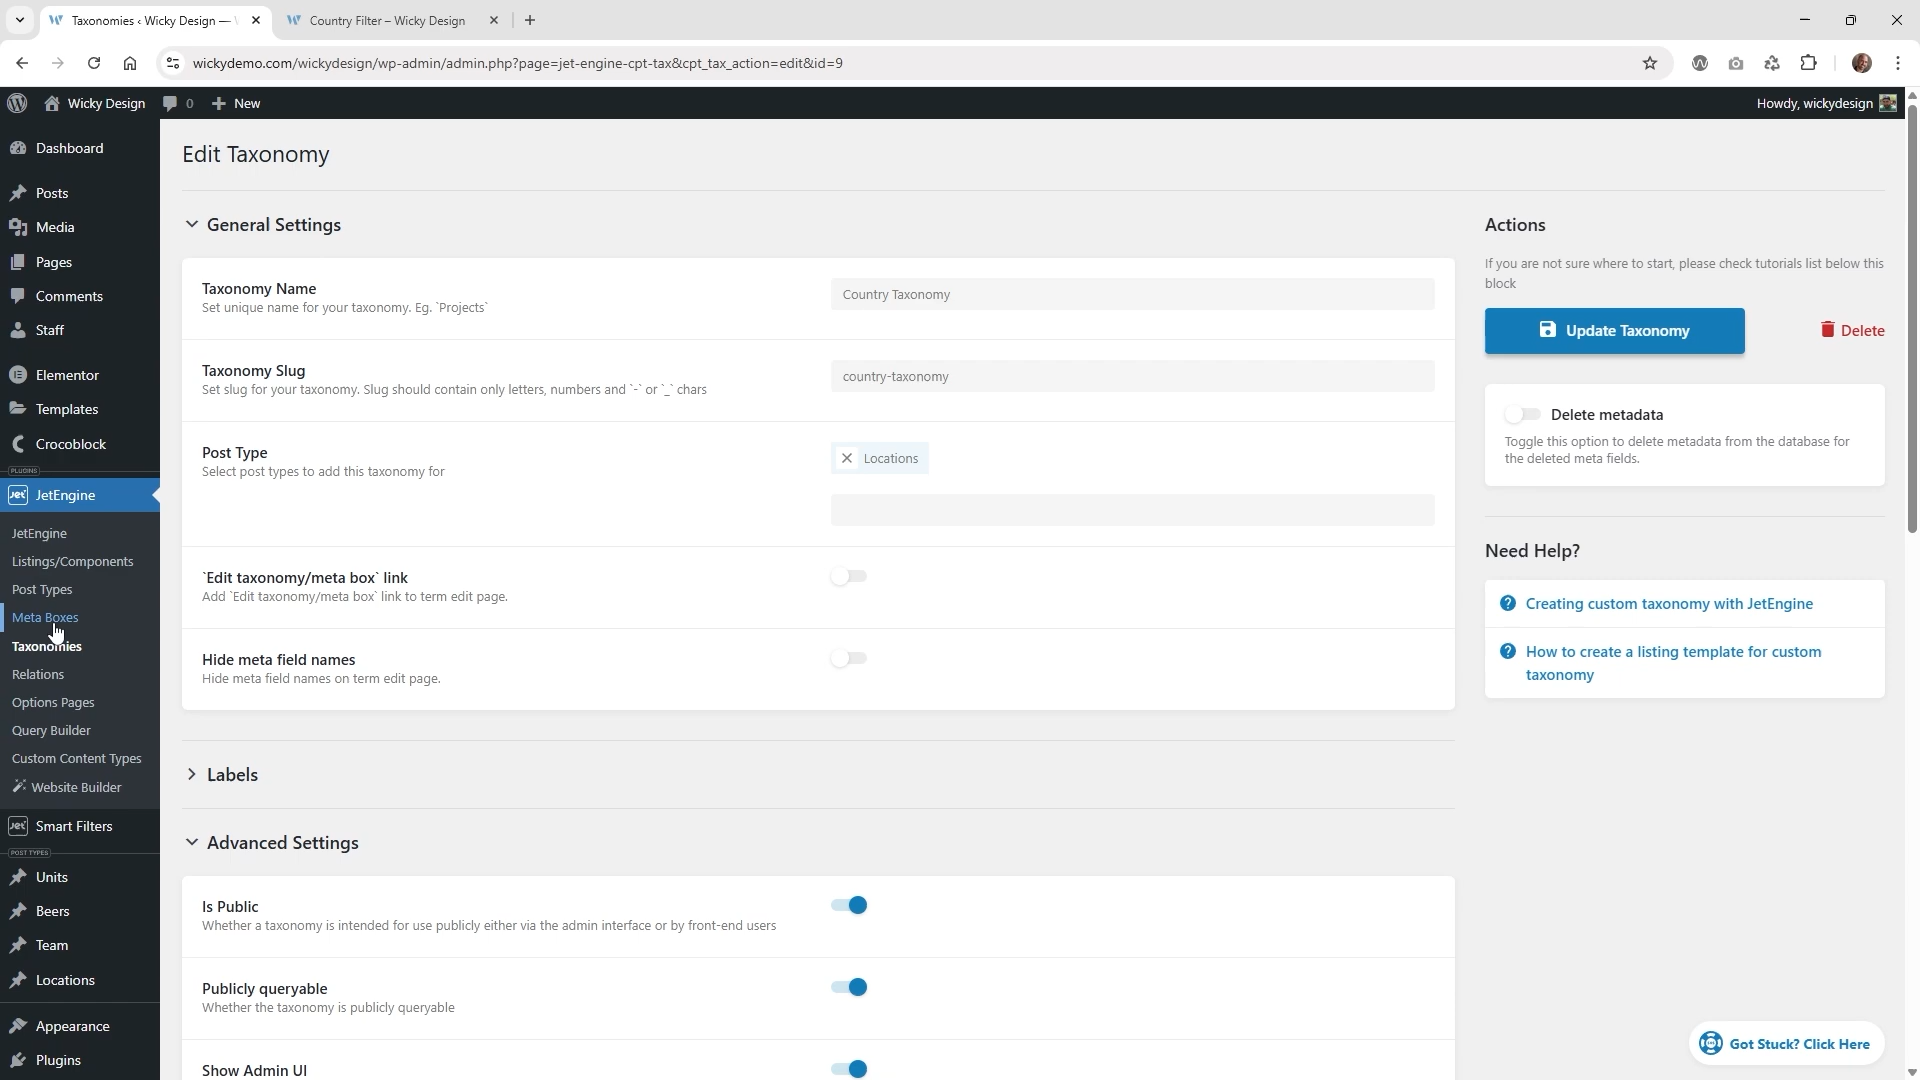 Taxonomies ‹ Wicky Design —
Country Filter – Wicky Design
wickydemo.com/wickydesign/wp-admin/admin.php?page=jet-engine-cpt-tax&cpt_tax_action=edit&id=9
Wicky Design
0
New
Howdy, wickydesign
Dashboard
Posts
Media
Pages
Comments
Staff
Elementor
Templates
Crocoblock
PLUGINS
JetEngine
JetEngine
Listings/Components
Post Types
Meta Boxes
Taxonomies
Relations
Options Pages
Query Builder
Custom Content Types
Website Builder
Smart Filters
POST TYPES
Units
Beers
Team
Locations
Appearance
Plugins
Edit Taxonomy
General Settings
Taxonomy Name
Set unique name for your taxonomy. Eg. `Projects`
Country Taxonomy
Taxonomy Slug
Set slug for your taxonomy. Slug should contain only letters, numbers and `-` or `_` chars
country-taxonomy
Post Type
Select post types to add this taxonomy for
Locations
`Edit taxonomy/meta box` link
Add `Edit taxonomy/meta box` link to term edit page.
Hide meta field names
Hide meta field names on term edit page.
Labels
Advanced Settings
Is Public
Whether a taxonomy is intended for use publicly either via the admin interface or by front-end users
Publicly queryable
Whether the taxonomy is publicly queryable
Show Admin UI
Actions
If you are not sure where to start, please check tutorials list below this
block
Update Taxonomy
Delete
Delete metadata
Toggle this option to delete metadata from the database for
the deleted meta fields.
Need Help?
Creating custom taxonomy with JetEngine
How to create a listing template for custom
taxonomy
Got Stuck? Click Here